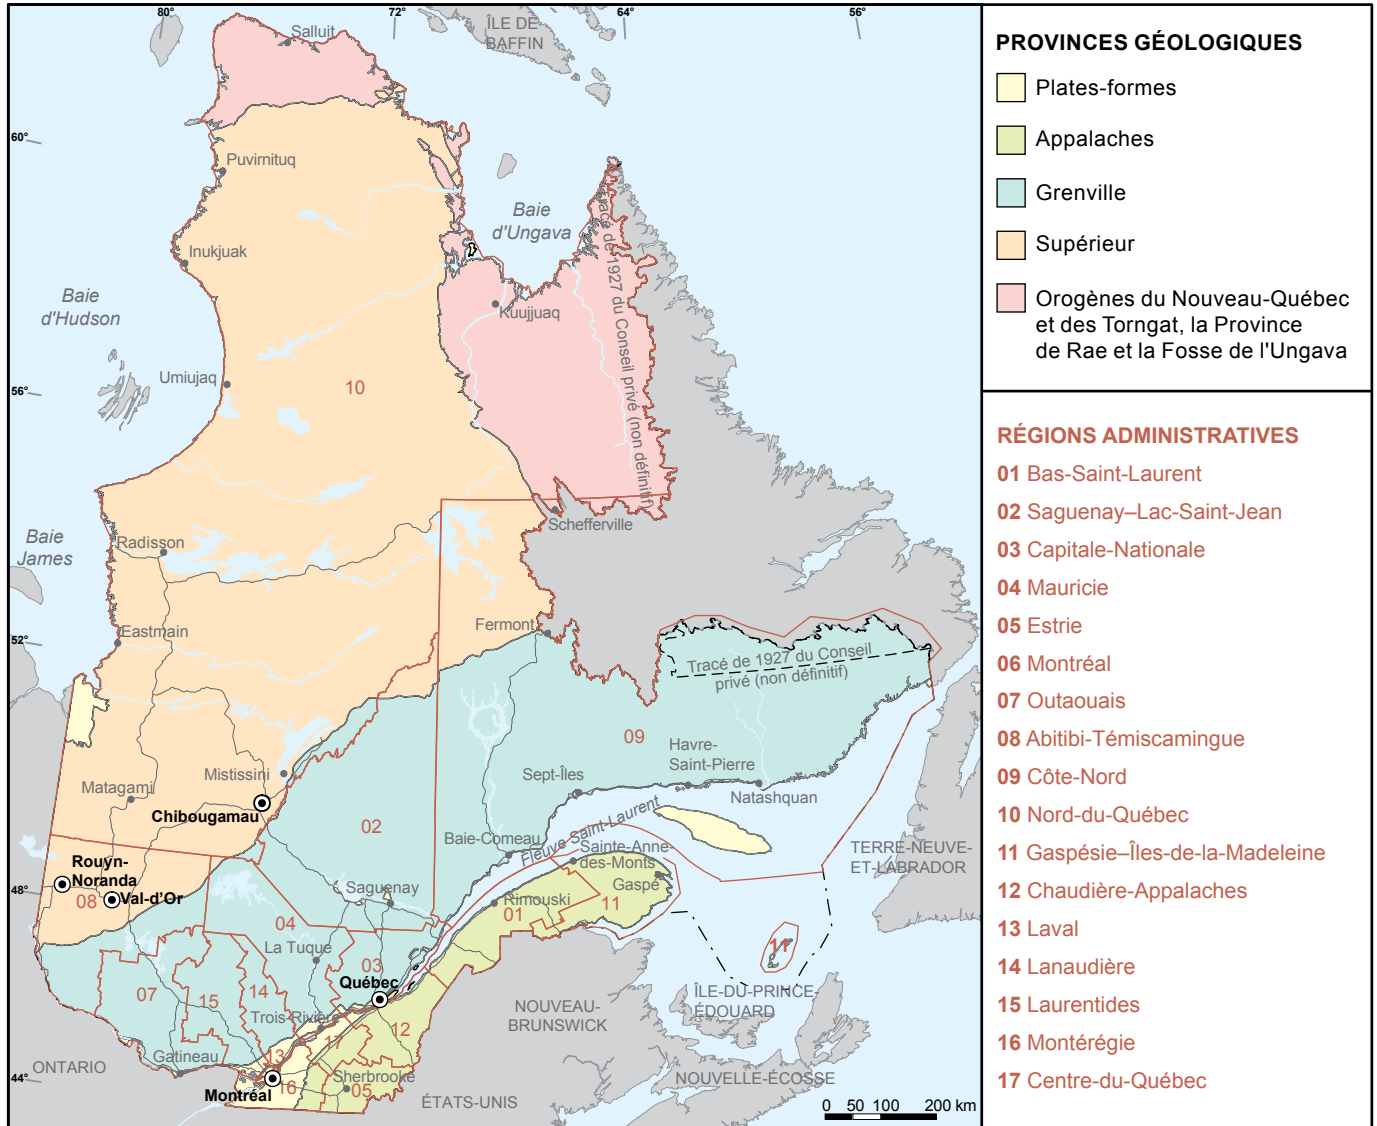 80°
72°
64°
56°
ÎLE DE
BAFFIN
Salluit
60°
Puvirnituq
Baie
d'Ungava
Tracé de 1927 du Conseil privé (non définitif)
Inukjuak
Baie
d'Hudson
Kuujjuaq
Umiujaq
10
56°
Schefferville
Baie
James
Radisson
Eastmain
Fermont
52°
Tracé de 1927 du Conseil
privé (non définitif)
09
Havre-
Saint-Pierre
Mistissini
Sept-Îles
Matagami
Natashquan
Chibougamau
02
Baie-Comeau
Fleuve Saint-Laurent
Sainte-Anne-
des-Monts
Gaspé
TERRE-NEUVE-
ET-LABRADOR
Rouyn-
Noranda
48°
08
Val-d'Or
Saguenay
Rimouski
01
11
04
La Tuque
03
11
Québec
07
15
14
ÎLE-DU-PRINCE-
ÉDOUARD
NOUVEAU-
BRUNSWICK
Trois-Rivières
12
17
13
Gatineau
ONTARIO
44°
Sherbrooke
NOUVELLE-ÉCOSSE
Montréal
16
05
ÉTATS-UNIS
0 50 100 200 km
PROVINCES GÉOLOGIQUES
Plates-formes
Appalaches
Grenville
Supérieur
Orogènes du Nouveau-Québec
et des Torngat, la Province
de Rae et la Fosse de l'Ungava
RÉGIONS ADMINISTRATIVES
01 Bas-Saint-Laurent
02 Saguenay–Lac-Saint-Jean
03 Capitale-Nationale
04 Mauricie
05 Estrie
06 Montréal
07 Outaouais
08 Abitibi-Témiscamingue
09 Côte-Nord
10 Nord-du-Québec
11 Gaspésie–Îles-de-la-Madeleine
12 Chaudière-Appalaches
13 Laval
14 Lanaudière
15 Laurentides
16 Montérégie
17 Centre-du-Québec